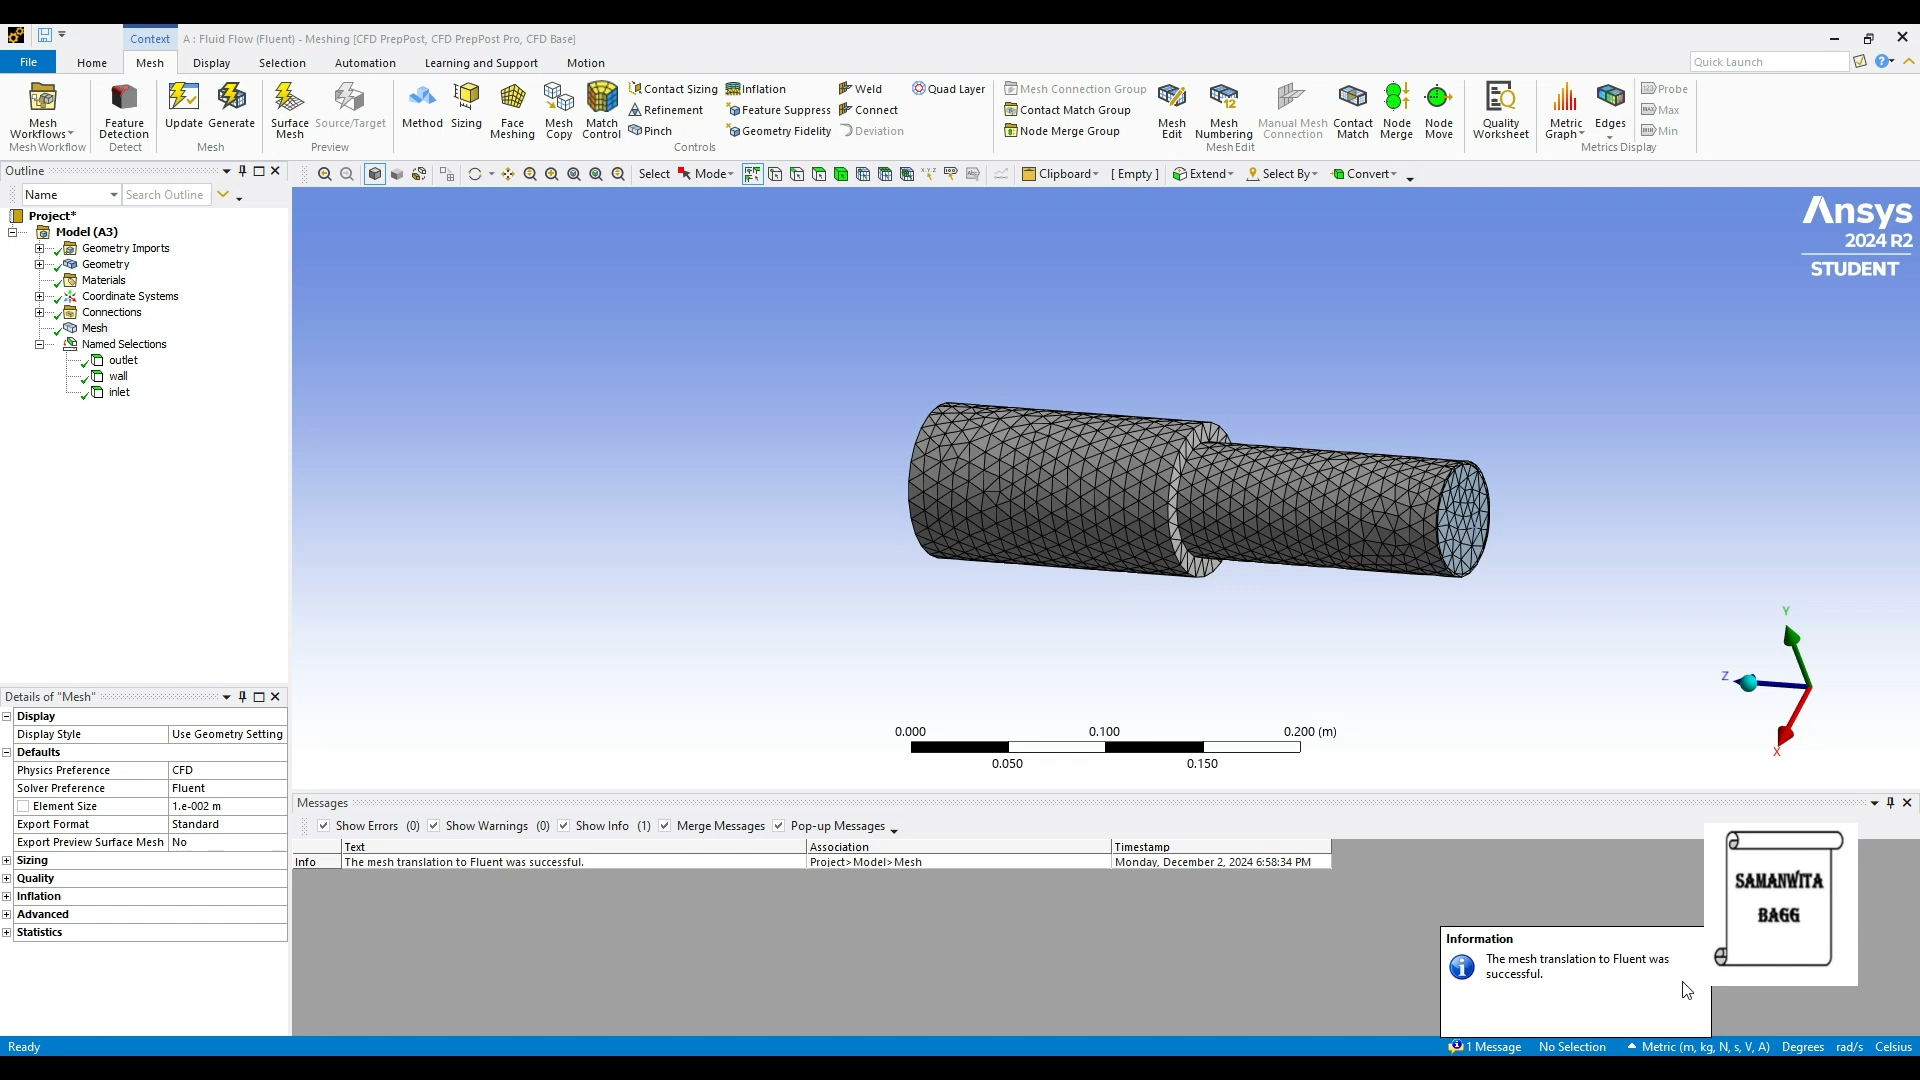 Context
A : Fluid Flow (Fluent) - Meshing [CFD PrepPost, CFD PrepPost Pro, CFD Base]
File Home Mesh Display Selection Automation Learning and Support Motion
Quick Launch
Mesh Workflows
Feature Detection
Update
Generate
Surface Mesh
Source/Target
Method
Sizing
Face Meshing
Mesh Copy
Match Control
Contact Sizing
Refinement
Pinch
Inflation
Feature Suppress
Geometry Fidelity
Weld
Connect
Deviation
Quad Layer
Mesh Connection Group
Contact Match Group
Node Merge Group
Mesh Edit
Mesh Numbering
Manual Mesh Connection
Contact Match
Node Merge
Node Move
Quality Worksheet
Metric Graph
Edges
Probe
Max
Min
MeshWorkflow Detect Mesh Preview Controls Mesh Edit Metrics Display
Outline
Select Mode Clipboard [ Empty ] Extend Select By Convert
Name Search Outline
Project*
Model (A3)
Geometry Imports
Geometry
Materials
Coordinate Systems
Connections
Mesh
Named Selections
outlet
wall
inlet
Ansys
2024 R2
STUDENT
Y
Z
X
0.000 0.100 0.200 (m)
0.050 0.150
Details of "Mesh"
Display
Display Style Use Geometry Setting
Defaults
Physics Preference CFD
Solver Preference Fluent
Element Size 1.e-002 m
Export Format Standard
Export Preview Surface Mesh No
Sizing
Quality
Inflation
Advanced
Statistics
Messages
Show Errors (0) Show Warnings (0) Show Info (1) Merge Messages Pop-up Messages
Text Association Timestamp
Info The mesh translation to Fluent was successful. Project>Model>Mesh Monday, December 2, 2024 6:58:34 PM
SAMANWITA
BAGG
Information
The mesh translation to Fluent was
successful.
Ready
1 Message No Selection Metric (m, kg, N, s, V, A) Degrees rad/s Celsius